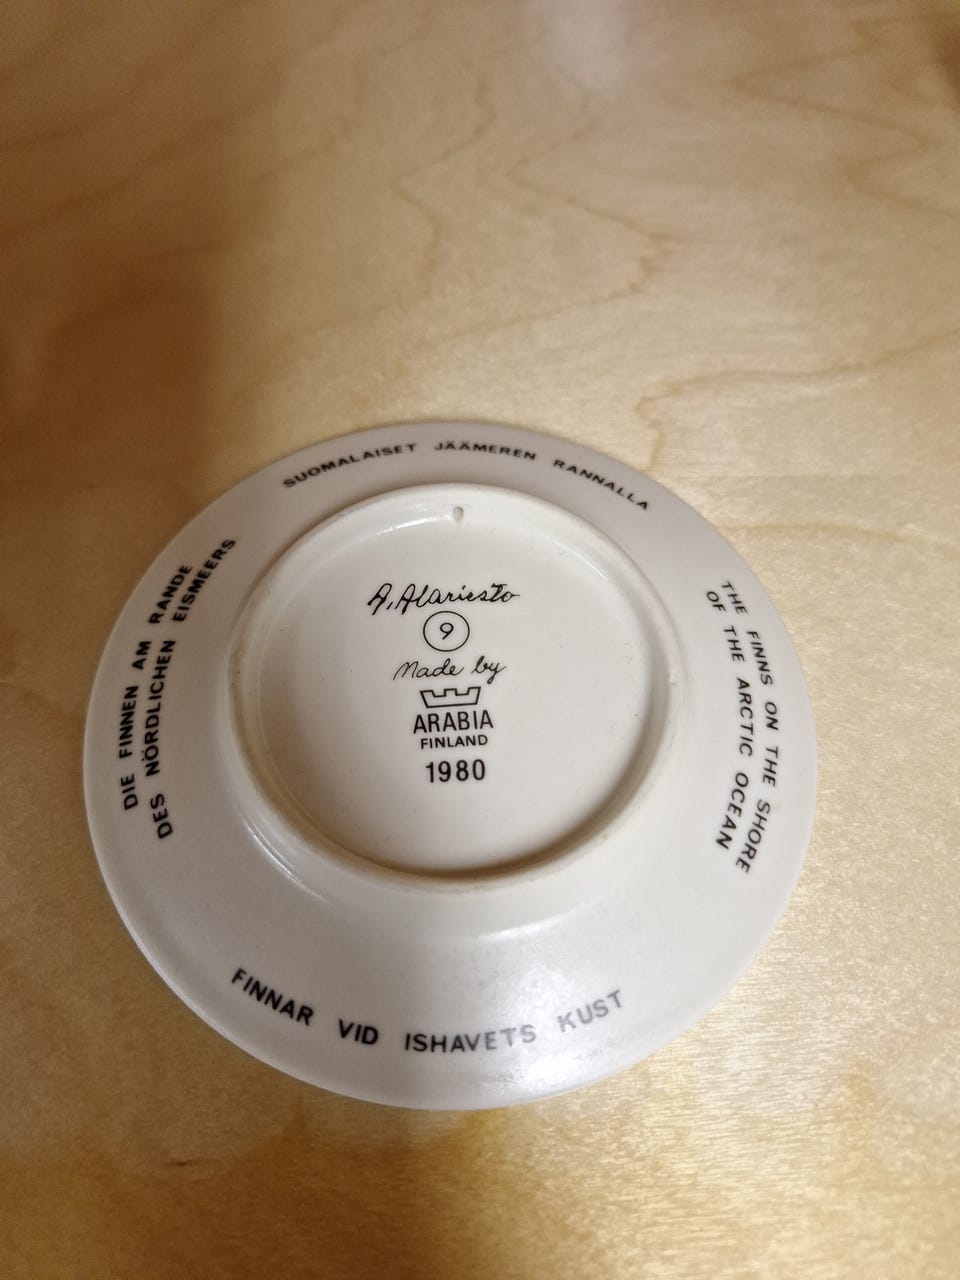 SUOMALAISET JÄÄMEREN RANNALLA
THE FINNS ON THE SHORE
OF THE ARCTIC OCEAN
FINNAR VID ISHAVETS KUST
DIE FINNEN AM RANDE
DES NÖRDLICHEN EISMEERS
A. Alariesto
9
Made by
ARABIA
FINLAND
1980